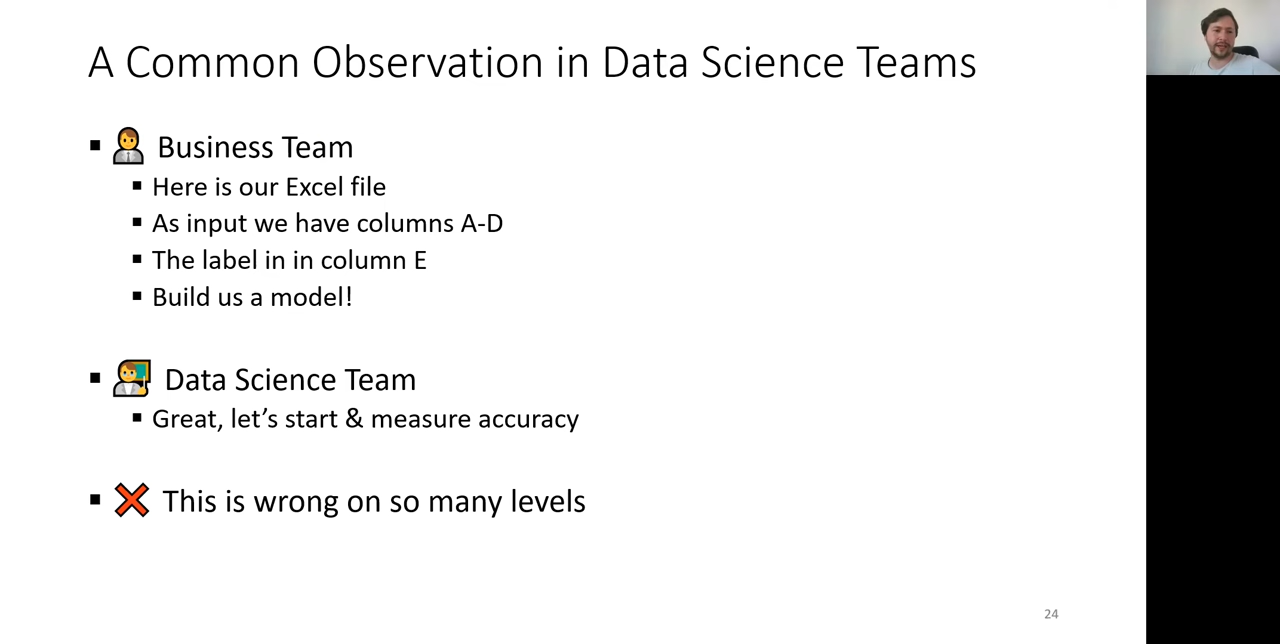 A Common Observation in Data Science Teams
Business Team
Here is our Excel file
As input we have columns A-D
The label in in column E
Build us a model!
Data Science Team
Great, let’s start & measure accuracy
This is wrong on so many levels
24